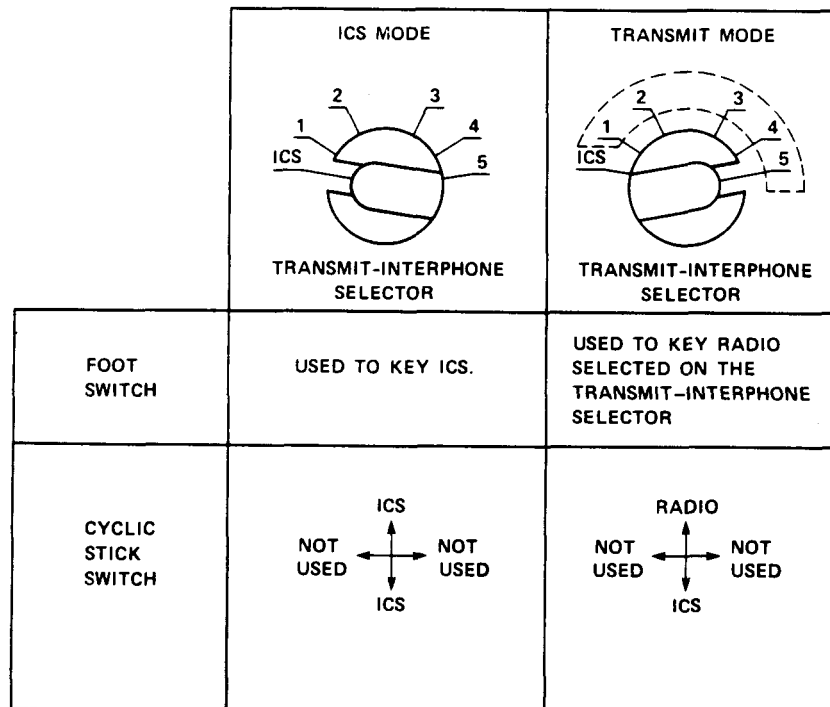 ICS MODE
2
3
1
4
ICS
5
TRANSMIT-INTERPHONE
SELECTOR
TRANSMIT MODE
2
3
1
4
ICS
5
TRANSMIT-INTERPHONE
SELECTOR
FOOT
SWITCH
USED TO KEY ICS.
USED TO KEY RADIO
SELECTED ON THE
TRANSMIT-INTERPHONE
SELECTOR
CYCLIC
STICK
SWITCH
ICS
NOT
USED
NOT
USED
ICS
RADIO
NOT
USED
NOT
USED
ICS